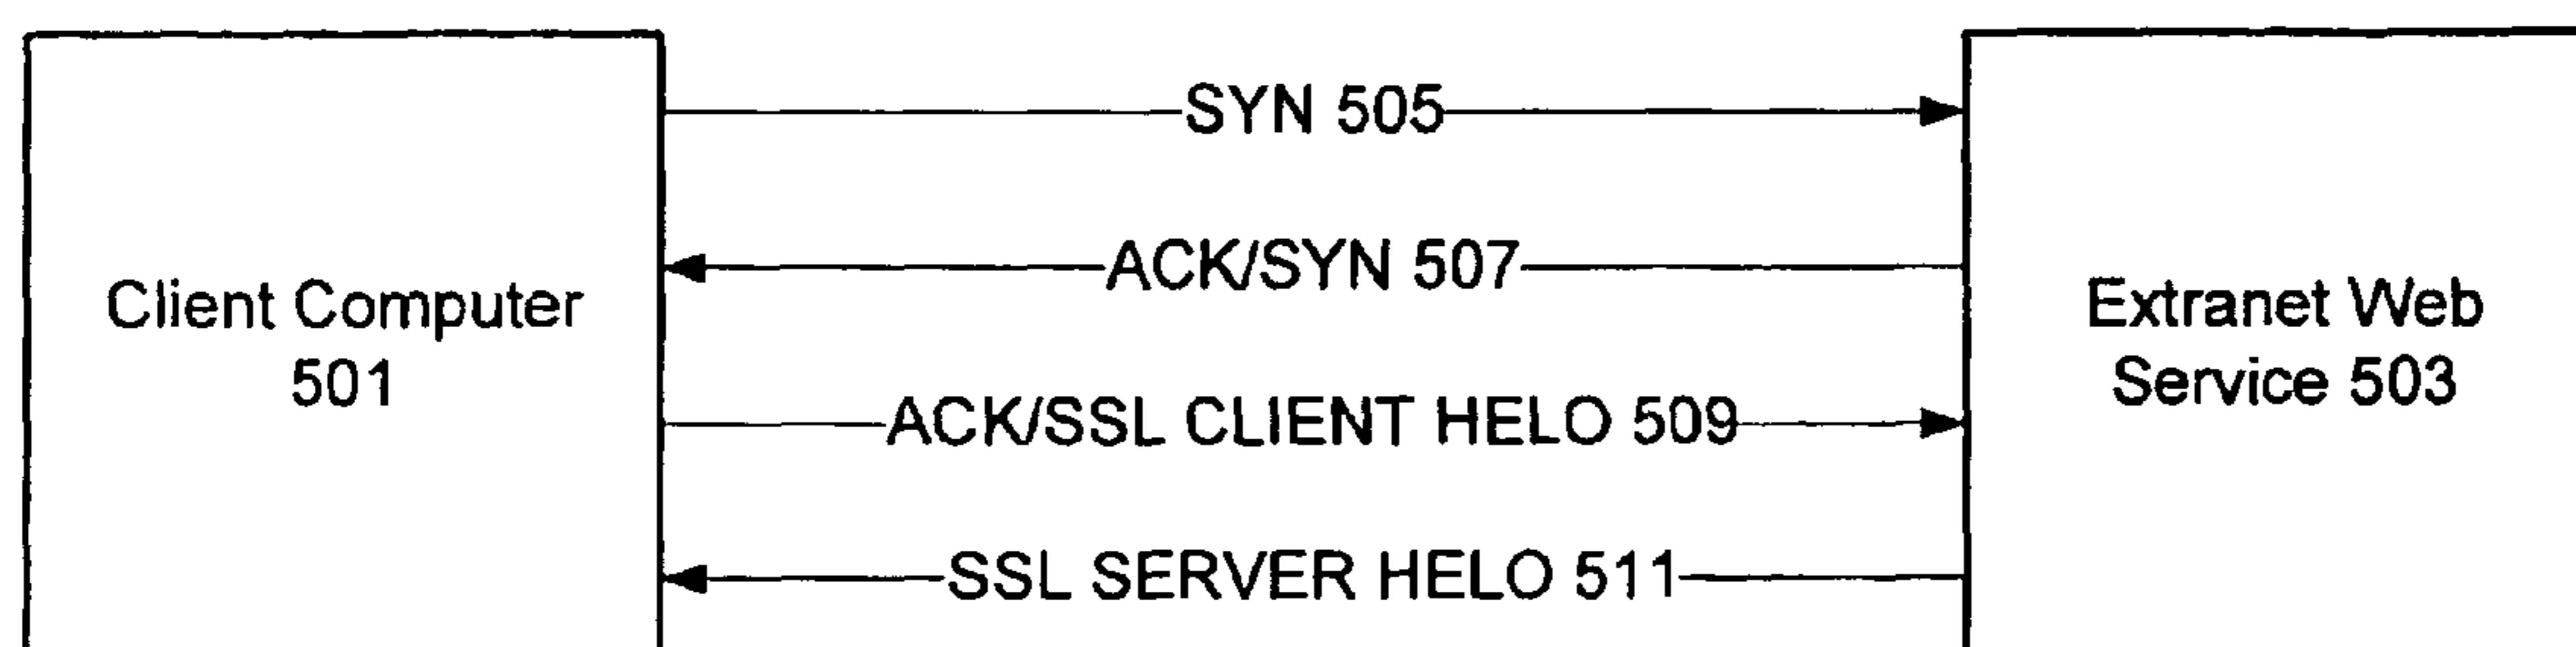 SYN 505
ACK/SYN 507
Client Computer
501
Extranet Web
Service 503
ACK/SSL CLIENT HELO 509
SSL SERVER HELO 511